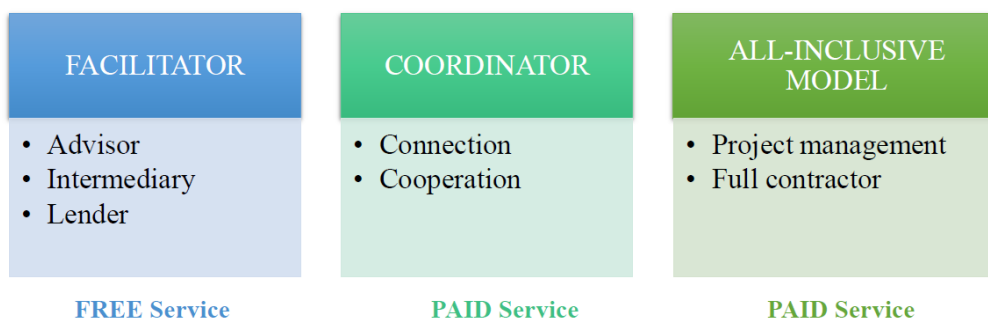 FACILITATOR
• Advisor
• Intermediary
• Lender
FREE Service
COORDINATOR
• Connection
• Cooperation
PAID Service
ALL-INCLUSIVE
MODEL
• Project management
• Full contractor
PAID Service